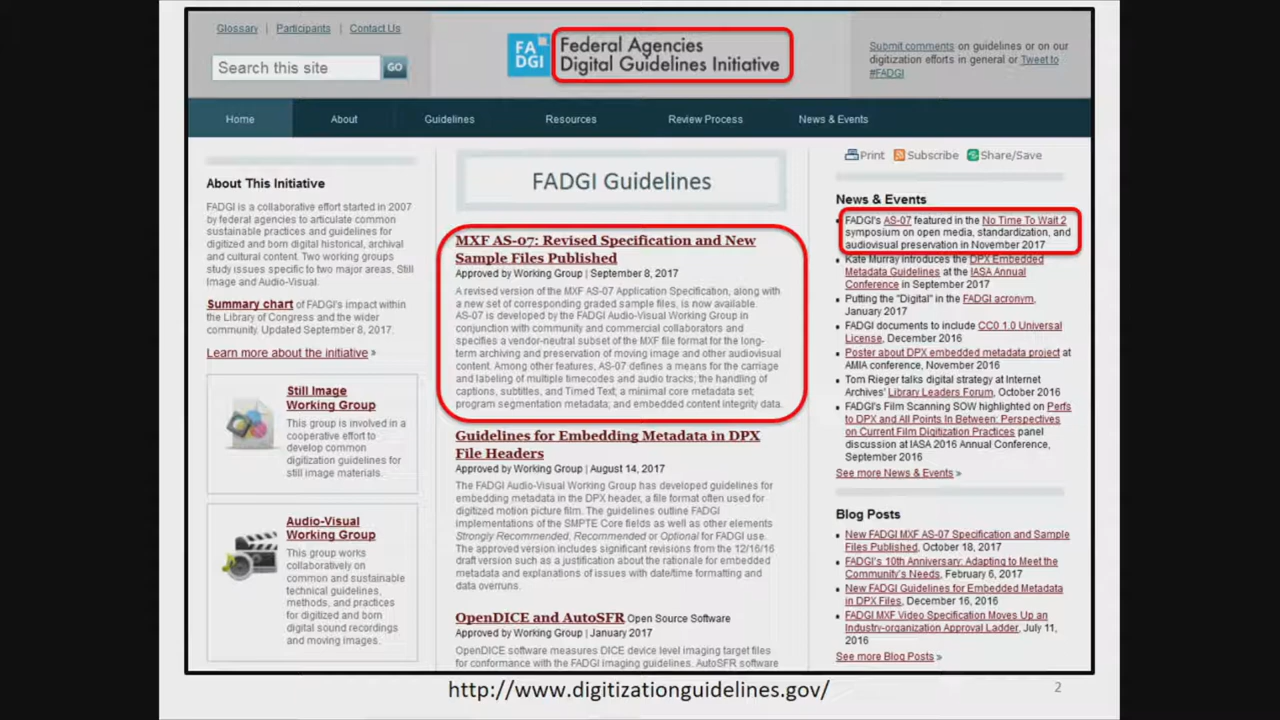 Glossary | Participants | Contact Us
Search this site GO
FA
DGI
Federal Agencies
Digital Guidelines Initiative
Submit comments on guidelines or on our
digitization efforts in general or Tweet to
#FADGI
Home About Guidelines Resources Review Process News & Events
About This Initiative
FADGI is a collaborative effort started in 2007
by federal agencies to articulate common
sustainable practices and guidelines for
digitized and born digital historical, archival
and cultural content. Two working groups
study issues specific to two major areas, Still
Image and Audio-Visual.
Summary chart of FADGI's impact within
the Library of Congress and the wider
community. Updated September 8, 2017.
Learn more about the initiative »
Still Image
Working Group
This group is involved in a
cooperative effort to
develop common
digitization guidelines for
still image materials.
Audio-Visual
Working Group
This group works
collaboratively on
common and sustainable
technical guidelines,
methods, and practices
for digitized and born
digital sound recordings
and moving images.
FADGI Guidelines
MXF AS-07: Revised Specification and New
Sample Files Published
Approved by Working Group | September 8, 2017
A revised version of the MXF AS-07 Application Specification, along with
a new set of corresponding graded sample files, is now available.
AS-07 is developed by the FADGI Audio-Visual Working Group in
conjunction with community and commercial collaborators and
specifies a vendor-neutral subset of the MXF file format for the long-
term archiving and preservation of moving image and other audiovisual
content. Among other features, AS-07 defines a means for the carriage
and labeling of multiple timecodes and audio tracks; the handling of
captions, subtitles, and Timed Text; a minimal core metadata set;
program segmentation metadata; and embedded content integrity data.
Guidelines for Embedding Metadata in DPX
File Headers
Approved by Working Group | August 14, 2017
The FADGI Audio-Visual Working Group has developed guidelines for
embedding metadata in the DPX header, a file format often used for
digitized motion picture film. The guidelines outline FADGI
implementations of the SMPTE Core fields as well as other elements
Strongly Recommended, Recommended or Optional for FADGI use.
The approved version includes significant revisions from the 12/16/16
draft version such as a justification about the rationale for embedded
metadata and explanations of issues with date/time formatting and
data overruns.
OpenDICE and AutoSFR Open Source Software
Approved by Working Group | January 2017
OpenDICE software measures DICE device level imaging target files
for conformance with the FADGI imaging guidelines. AutoSFR software
Print Subscribe Share/Save
News & Events
FADGI's AS-07 featured in the No Time To Wait 2
symposium on open media, standardization, and
audiovisual preservation in November 2017
Kate Murray introduces the DPX Embedded
Metadata Guidelines at the IASA Annual
Conference in September 2017
Putting the "Digital" in the FADGI acronym,
January 2017
FADGI documents to include CC0 1.0 Universal
License, December 2016
Poster about DPX embedded metadata project at
AMIA conference, November 2016
Tom Rieger talks digital strategy at Internet
Archives' Library Leaders Forum, October 2016
FADGI's Film Scanning SOW highlighted on Perfs
to DPX and All Points In Between: Perspectives
on Current Film Digitization Practices panel
discussion at IASA 2016 Annual Conference,
September 2016
See more News & Events »
Blog Posts
New FADGI MXF AS-07 Specification and Sample
Files Published, October 18, 2017
FADGI's 10th Anniversary: Adapting to Meet the
Community's Needs, February 6, 2017
New FADGI Guidelines for Embedded Metadata
in DPX Files, December 16, 2016
FADGI MXF Video Specification Moves Up an
Industry-organization Approval Ladder, July 11,
2016
See more Blog Posts »
http://www.digitizationguidelines.gov/
2